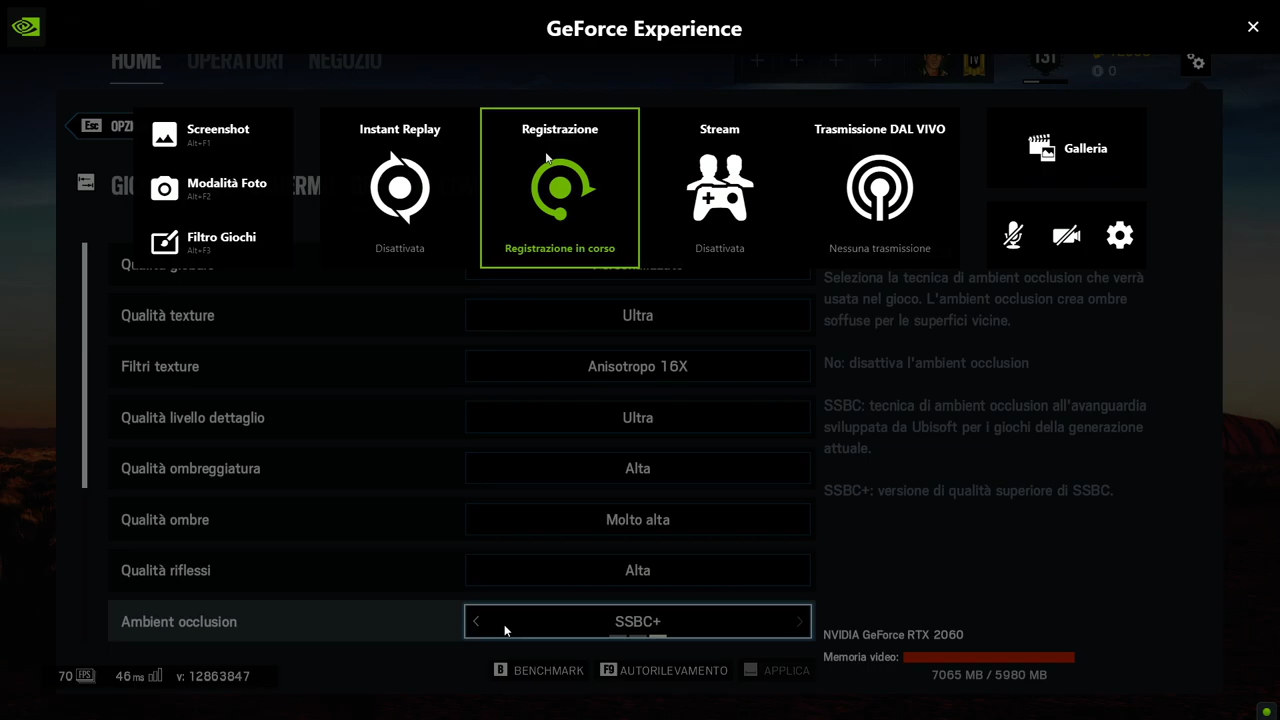 GeForce Experience
HOME OPERATORI NEGOZIO
IV
131
0
Esc OPZI
Screenshot
Alt+F1
Modalità Foto
Alt+F2
Filtro Giochi
Alt+F3
Instant Replay
Disattivata
Registrazione
Registrazione in corso
Stream
Disattivata
Trasmissione DAL VIVO
Nessuna trasmissione
Galleria
Qualità texture
Ultra
Filtri texture
Anisotropo 16X
Qualità livello dettaglio
Ultra
Qualità ombreggiatura
Alta
Qualità ombre
Molto alta
Qualità riflessi
Alta
Ambient occlusion
SSBC+
Seleziona la tecnica di ambient occlusion che verrà
usata nel gioco. L'ambient occlusion crea ombre
soffuse per le superfici vicine.
No: disattiva l'ambient occlusion
SSBC: tecnica di ambient occlusion all'avanguardia
sviluppata da Ubisoft per i giochi della generazione
attuale.
SSBC+: versione di qualità superiore di SSBC.
NVIDIA GeForce RTX 2060
Memoria video:
7065 MB / 5980 MB
70 FPS 46 ms v: 12863847
B BENCHMARK F9 AUTORILEVAMENTO APPLICA